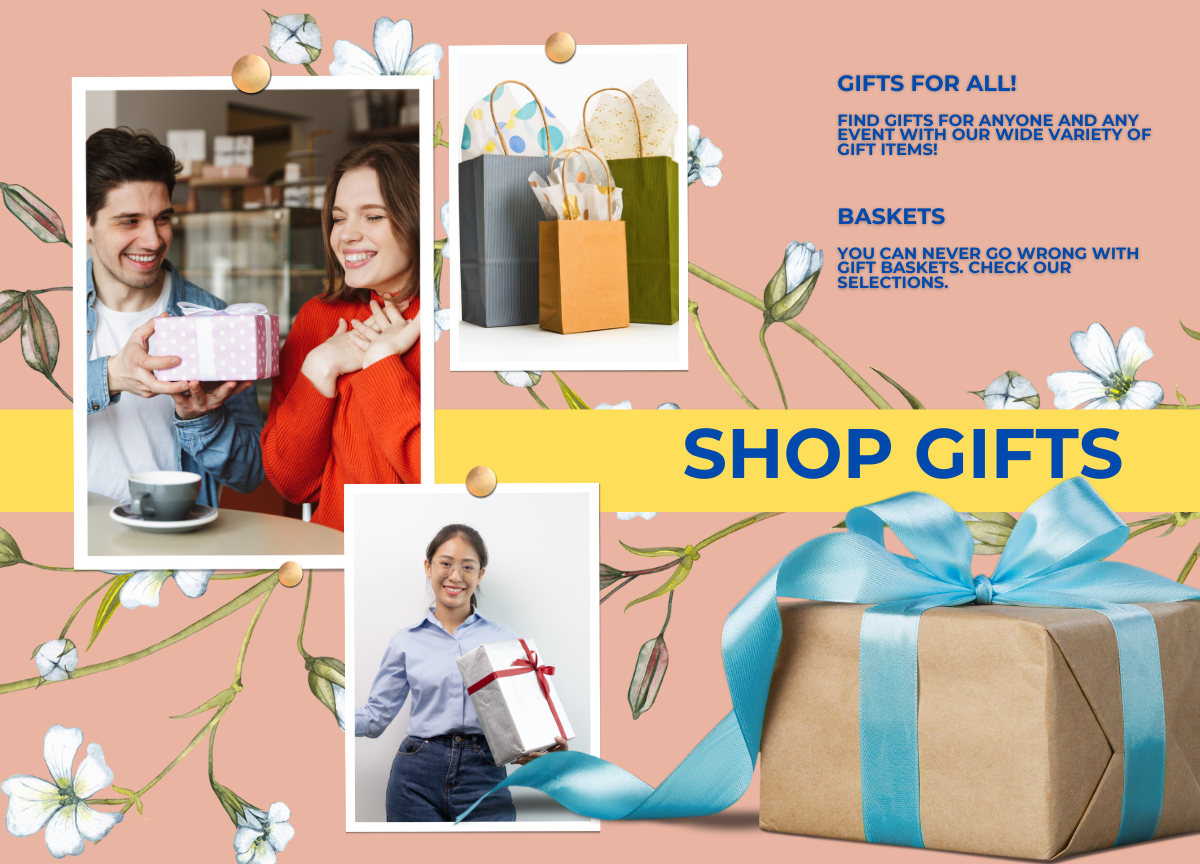 GIFTS FOR ALL!
FIND GIFTS FOR ANYONE AND ANY
EVENT WITH OUR WIDE VARIETY OF
GIFT ITEMS!
BASKETS
YOU CAN NEVER GO WRONG WITH
GIFT BASKETS. CHECK OUR
SELECTIONS.
SHOP GIFTS